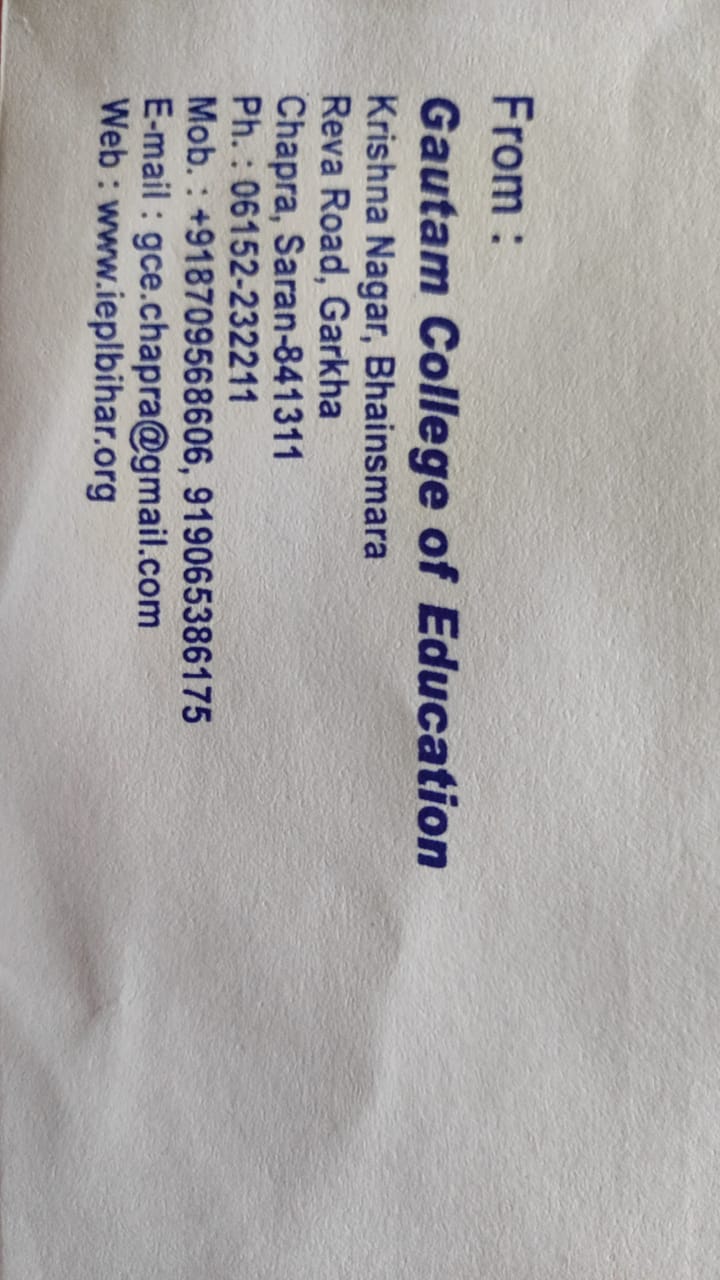 From :
Gautam College of Education
Krishna Nagar, Bhainsmara
Reva Road, Garkha
Chapra, Saran-841311
Ph. : 06152-232211
Mob. : +918709568606, 919065386175
E-mail : gce.chapra@gmail.com
Web : www.ieplbihar.org